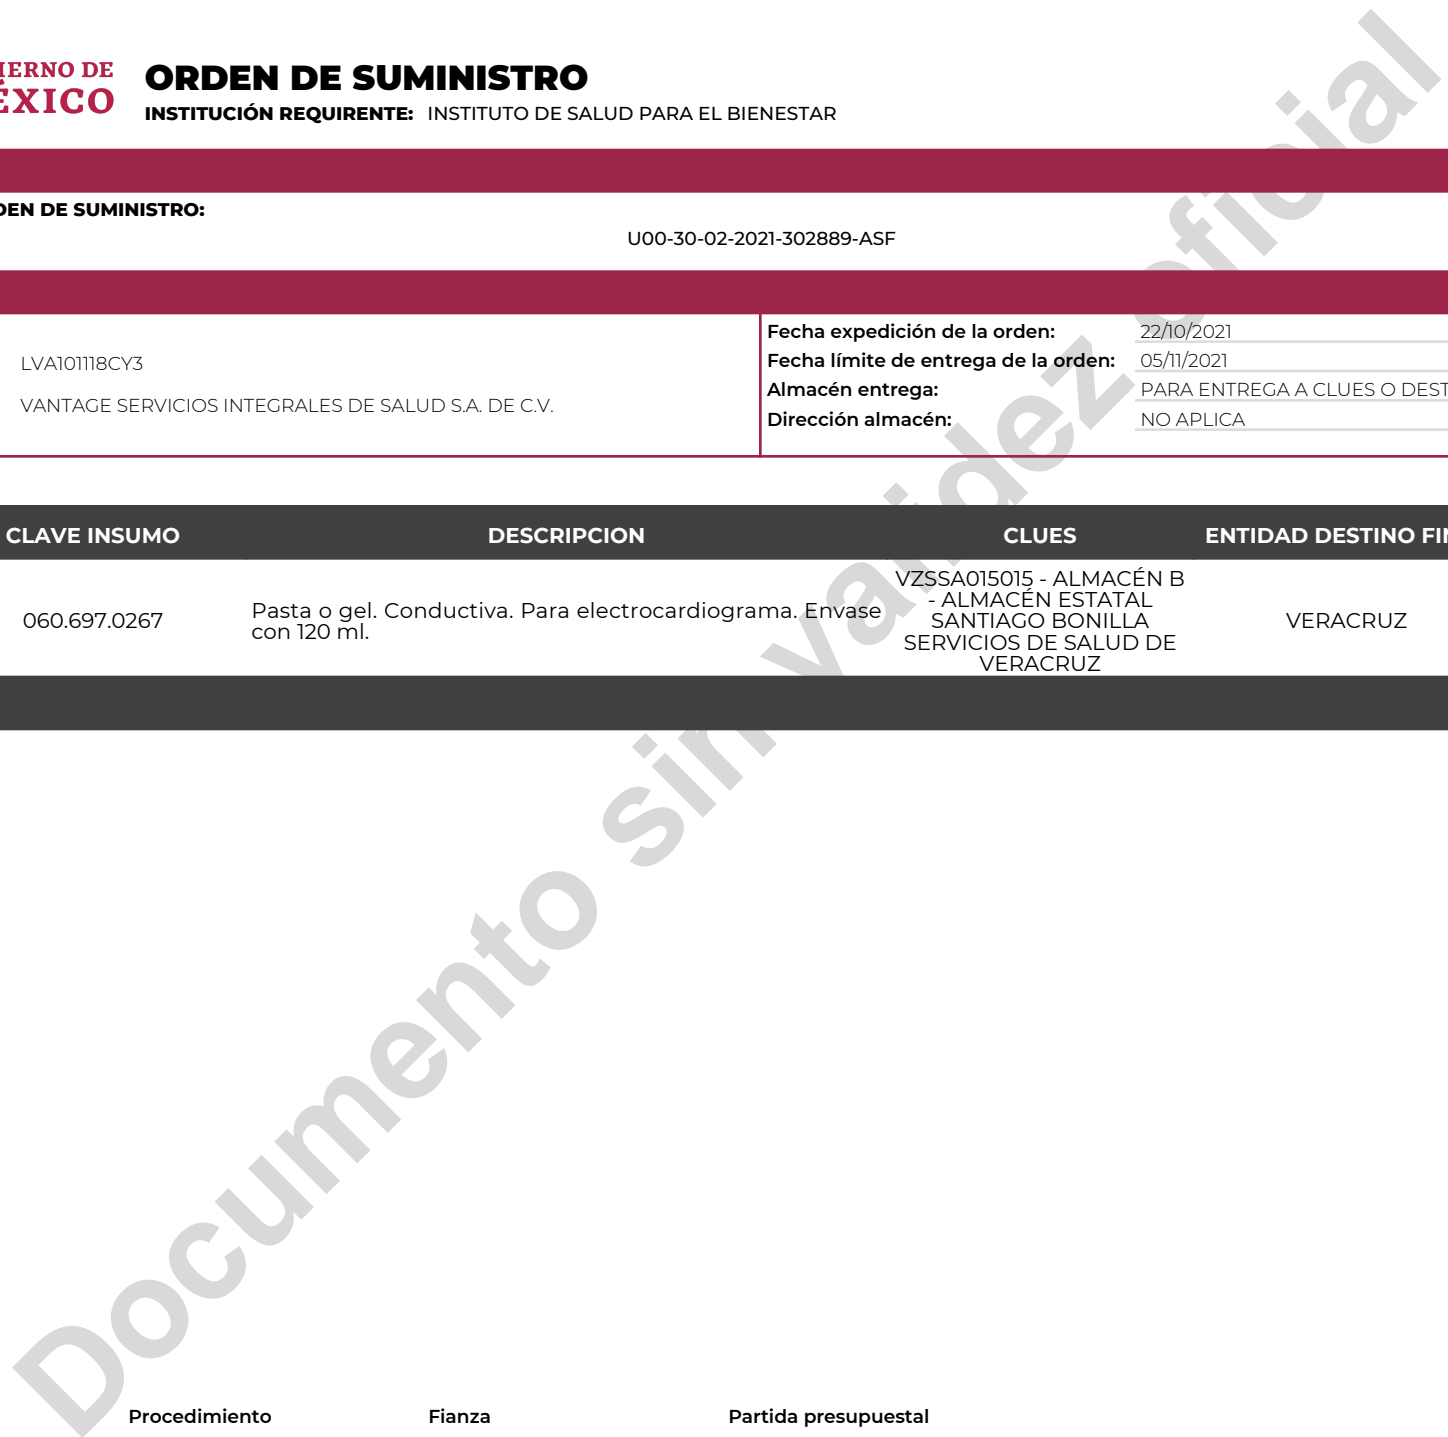 IERNO DE
ÉXICO
ORDEN DE SUMINISTRO
INSTITUCIÓN REQUIRENTE: INSTITUTO DE SALUD PARA EL BIENESTAR
DEN DE SUMINISTRO:
U00-30-02-2021-302889-ASF
LVA101118CY3
VANTAGE SERVICIOS INTEGRALES DE SALUD S.A. DE C.V.
Fecha expedición de la orden: 22/10/2021
Fecha límite de entrega de la orden: 05/11/2021
Almacén entrega: PARA ENTREGA A CLUES O DEST
Dirección almacén: NO APLICA
CLAVE INSUMO DESCRIPCION CLUES ENTIDAD DESTINO FIN
060.697.0267
Pasta o gel. Conductiva. Para electrocardiograma. Envase
con 120 ml.
VZSSA015015 - ALMACÉN B
- ALMACÉN ESTATAL
SANTIAGO BONILLA
SERVICIOS DE SALUD DE
VERACRUZ
VERACRUZ
Documento sin validez oficial
Procedimiento Fianza Partida presupuestal